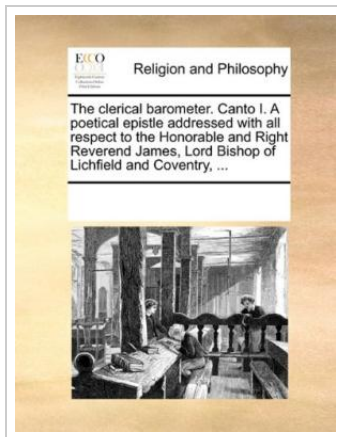 ECCO
Religion and Philosophy
The clerical barometer. Canto I. A
poetical epistle addressed with all
respect to the Honorable and Right
Reverend James, Lord Bishop of
Lichfield and Coventry, ...